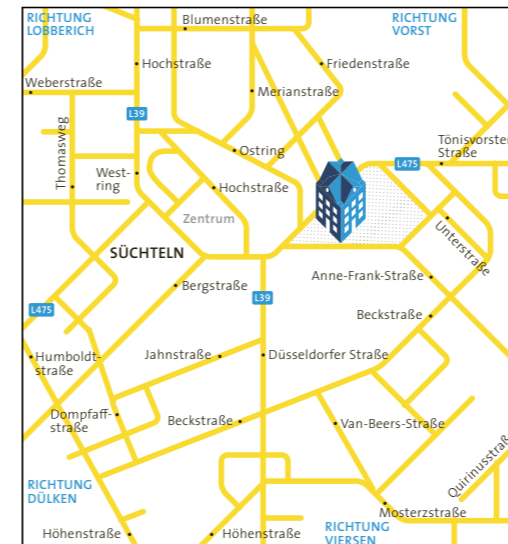 RICHTUNG
LOBBERICH
Blumenstraße
RICHTUNG
VORST
Hochstraße
Friedenstraße
Weberstraße
Merianstraße
L39
Thomasweg
Ostring
Tönisvorster
Straße
L475
West-
ring
Hochstraße
Zentrum
Unterstraße
SÜCHTELN
Anne-Frank-Straße
Bergstraße
L39
L475
Beckstraße
Humboldt-
straße
Jahnstraße
Düsseldorfer Straße
Dompfaff-
straße
Beckstraße
Van-Beers-Straße
Quirinusstraße
RICHTUNG
DÜLKEN
Mosterzstraße
Höhenstraße
Höhenstraße
RICHTUNG
VIERSEN